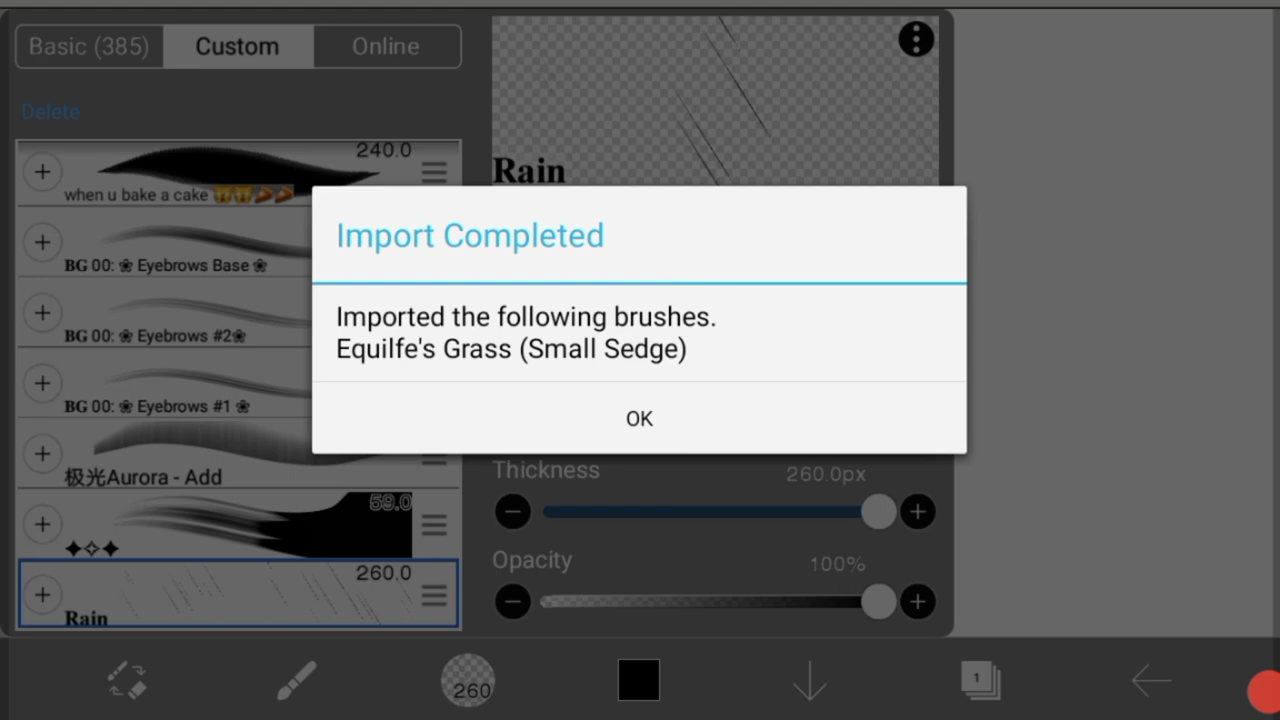 Basic (385) Custom Online
Delete
240.0
when u bake a cake
BG 00: ❀ Eyebrows Base ❀
BG 00: ❀ Eyebrows #2❀
BG 00: ❀ Eyebrows #1 ❀
极光Aurora - Add
59.0
✦✧✦
260.0
Rain
Rain
Import Completed
Imported the following brushes.
Equilfe's Grass (Small Sedge)
OK
Thickness 260.0px
Opacity 100%
260
1